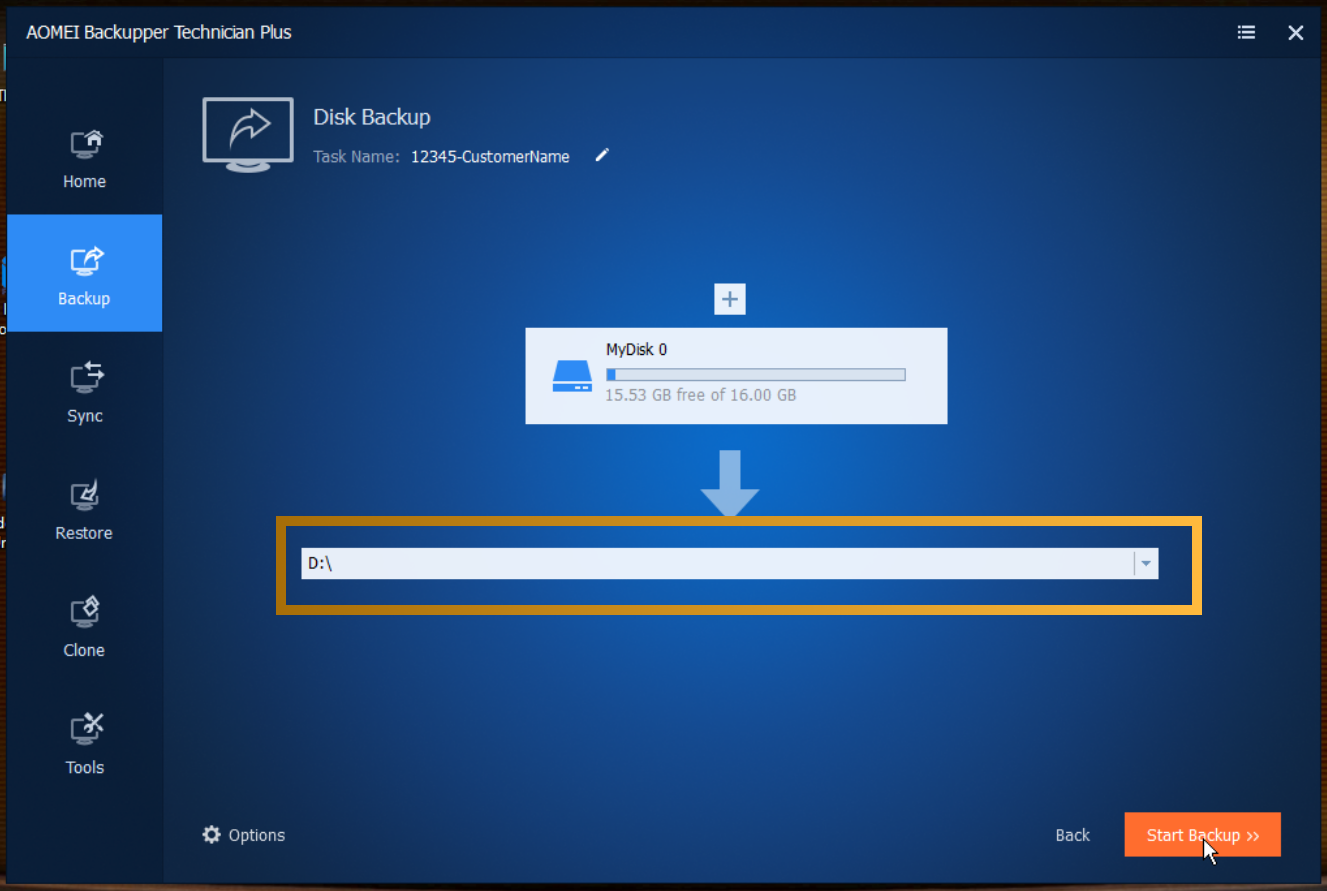 AOMEI Backupper Technician Plus
Home
Backup
Sync
Restore
Clone
Tools
Disk Backup
Task Name: 12345-CustomerName
MyDisk 0
15.53 GB free of 16.00 GB
D:\
Options
Back
Start Backup >>